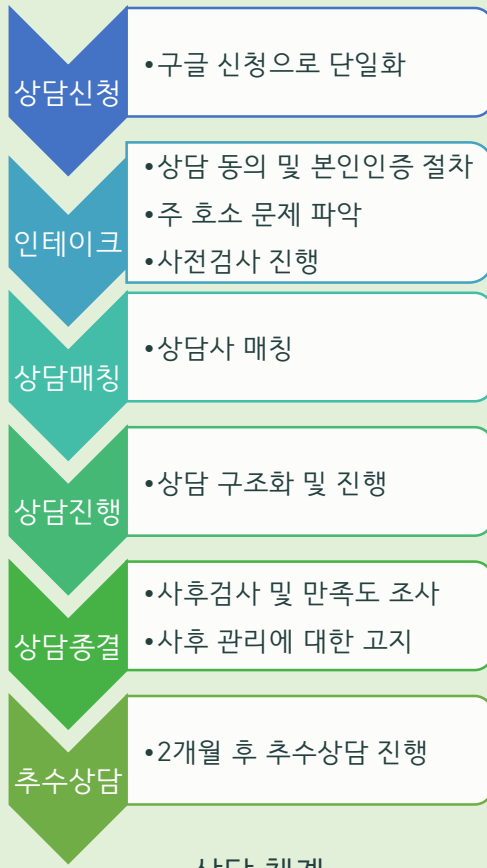 상담신청
•구글 신청으로 단일화
인테이크
•상담 동의 및 본인인증 절차
•주 호소 문제 파악
•사전검사 진행
상담매칭
•상담사 매칭
상담진행
•상담 구조화 및 진행
상담종결
•사후검사 및 만족도 조사
•사후 관리에 대한 고지
추수상담
•2개월 후 추수상담 진행
상담 체계